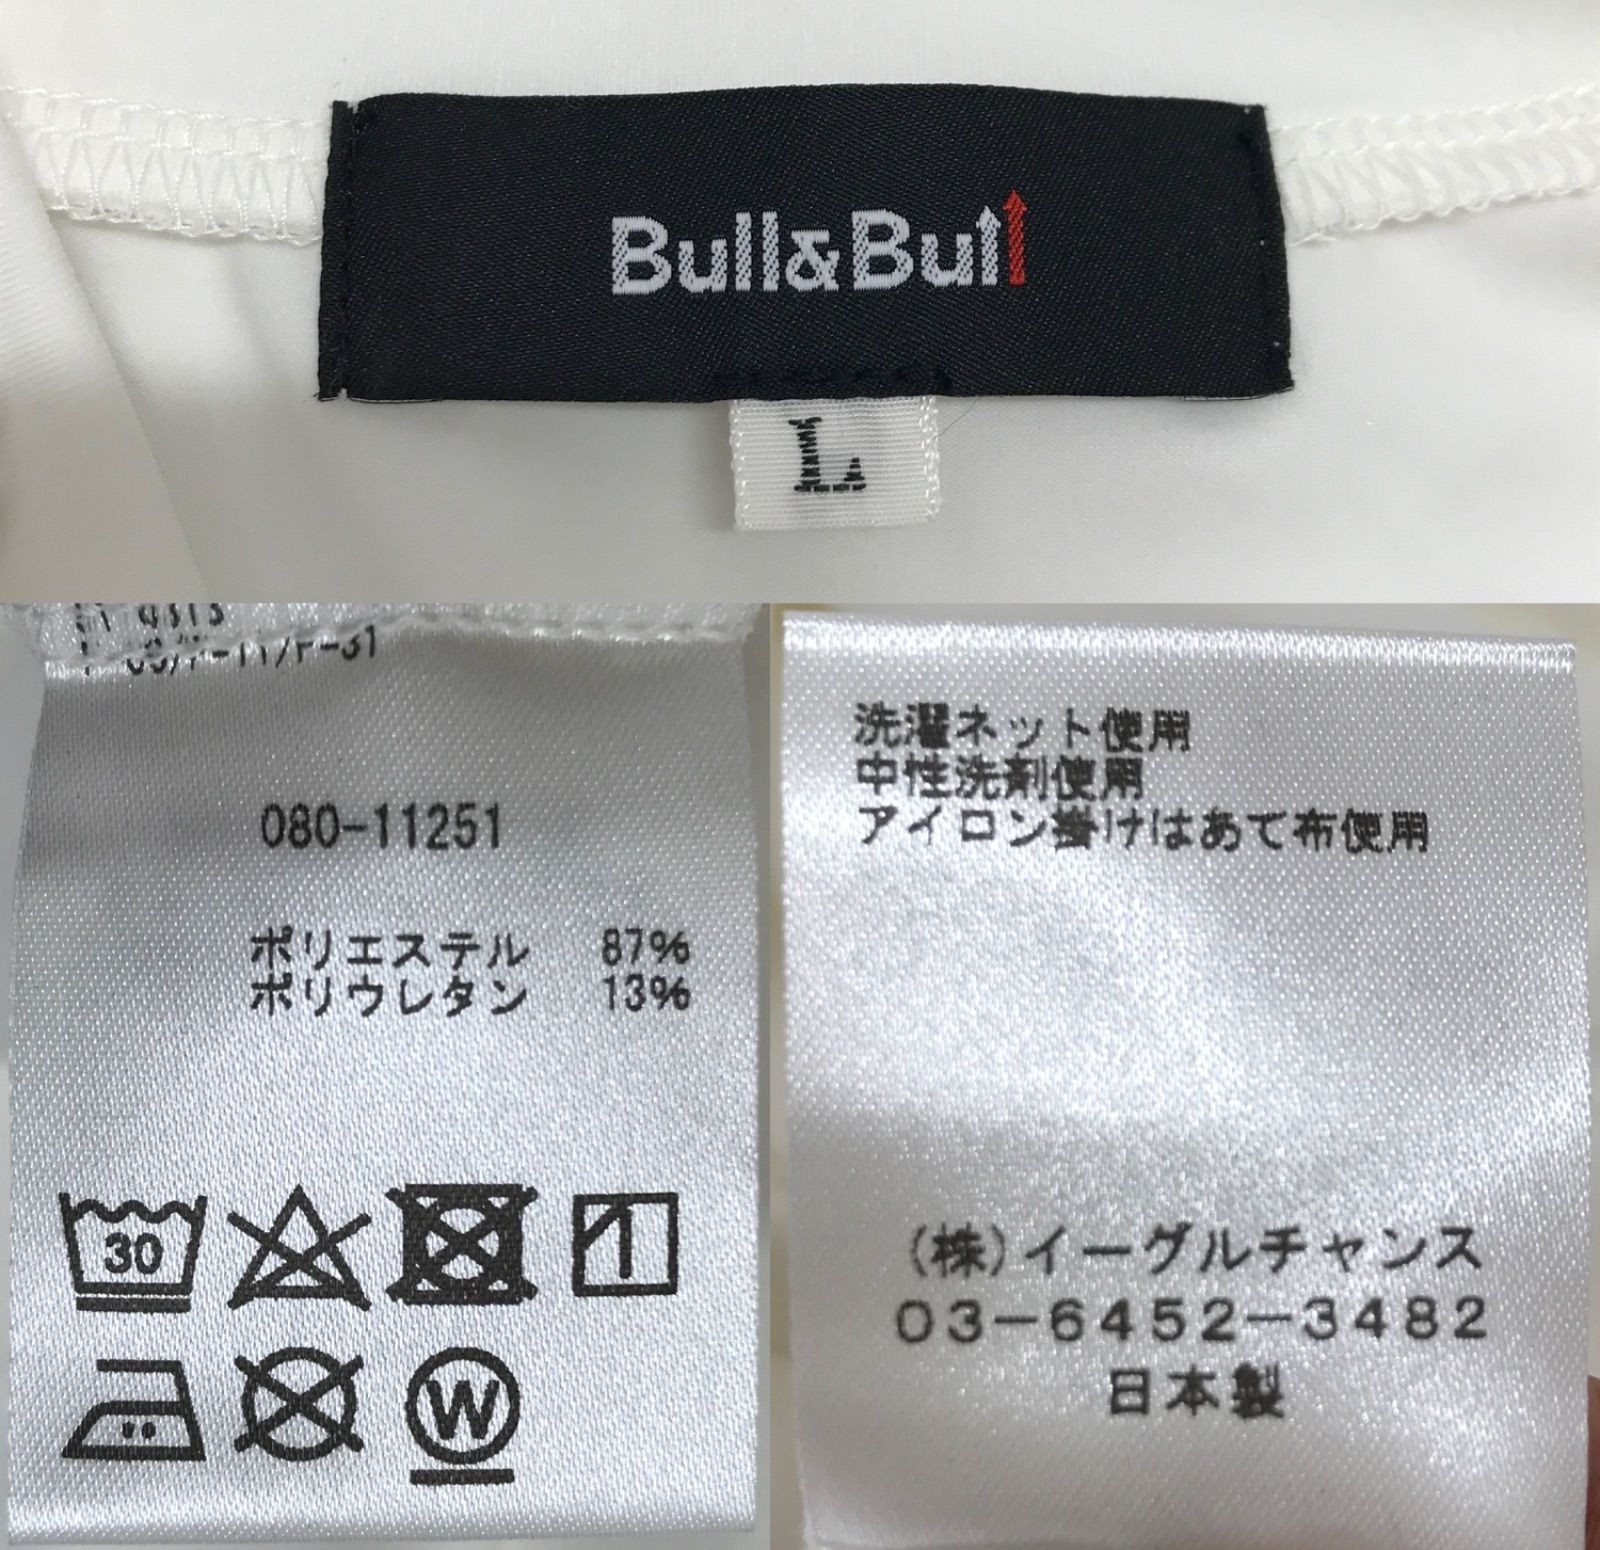 Bull&Bull
L
080-11251
ポリエステル 87%
ポリウレタン 13%
30
W
洗濯ネット使用
中性洗剤使用
アイロン掛けはあて布使用
(株)イーグルチャンス
03-6452-3482
日本製